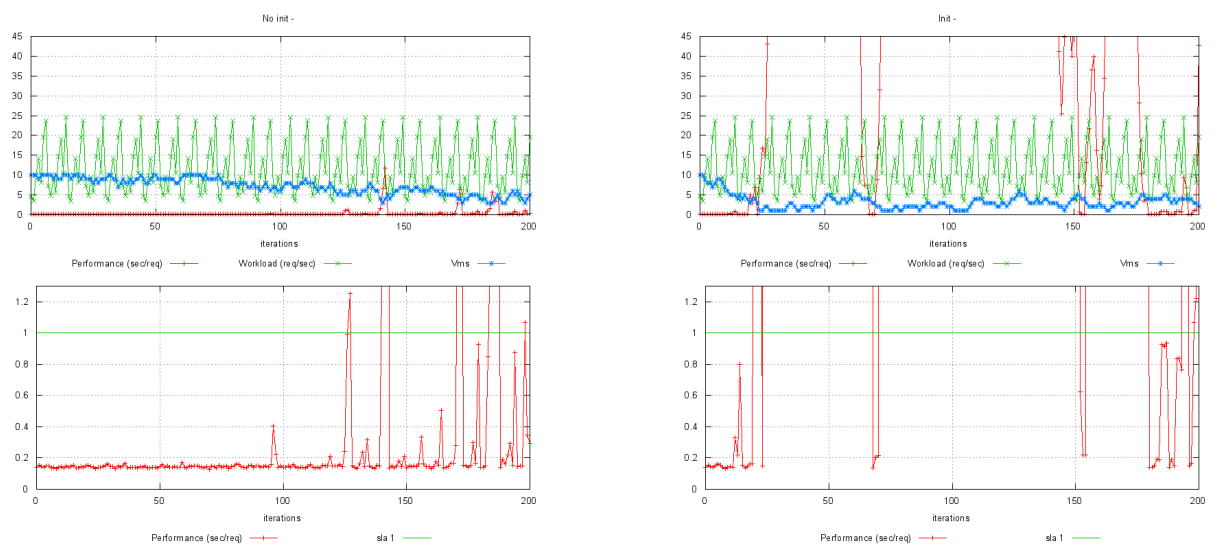 No init -
45
40
35
30
25
20
15
10
5
0
0 50 100 150 200
iterations
Performance (sec/req) Workload (req/sec) Vms
Init -
45
40
35
30
25
20
15
10
5
0
0 50 100 150 200
iterations
Performance (sec/req) Workload (req/sec) Vms
1.2
1
0.8
0.6
0.4
0.2
0
0 50 100 150 200
iterations
Performance (sec/req) sla 1
1.2
1
0.8
0.6
0.4
0.2
0
0 50 100 150 200
iterations
Performance (sec/req) sla 1